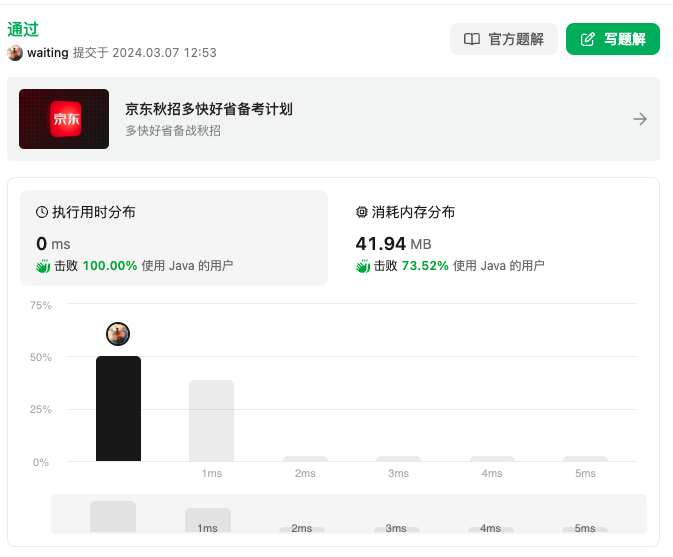 通过
waiting 提交于 2024.03.07 12:53
官方题解
写题解
京东
京东秋招多快好省备考计划
多快好省备战秋招
执行用时分布
0 ms
击败 100.00% 使用 Java 的用户
消耗内存分布
41.94 MB
击败 73.52% 使用 Java 的用户
75%
50%
25%
0%
1ms 2ms 3ms 4ms 5ms
1ms 2ms 3ms 4ms 5ms